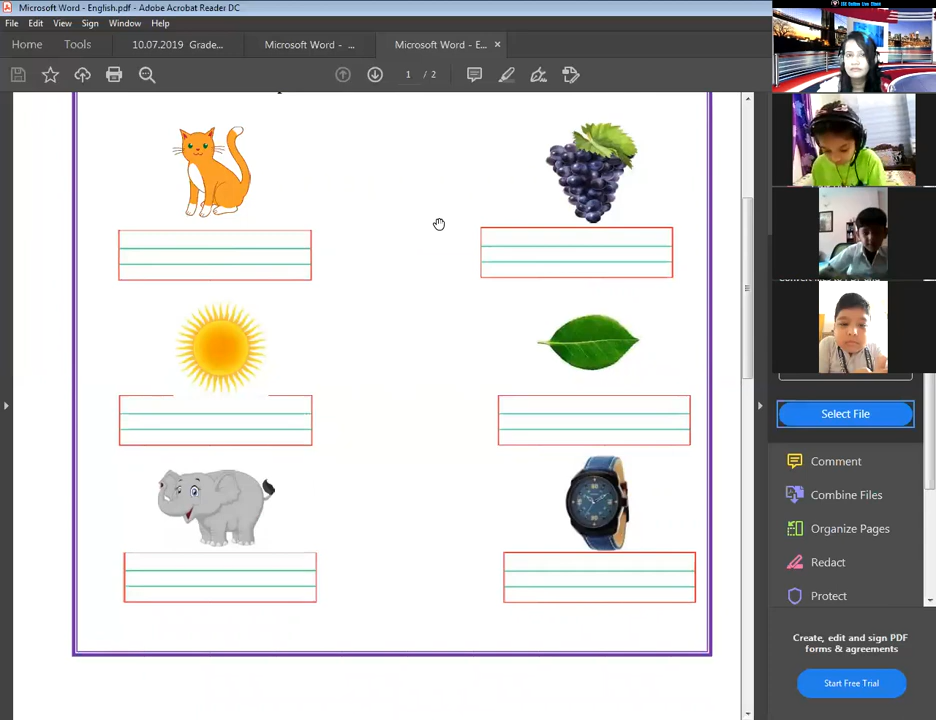 Microsoft Word - English.pdf - Adobe Acrobat Reader DC
File Edit View Window Help
Home Tools 10.07.2019 Grade... Microsoft Word - ... Microsoft Word - E... ×
1 / 2
Select File
Comment
Combine Files
Organize Pages
Redact
Protect
Create, edit and sign PDF
forms & agreements
Start Free Trial